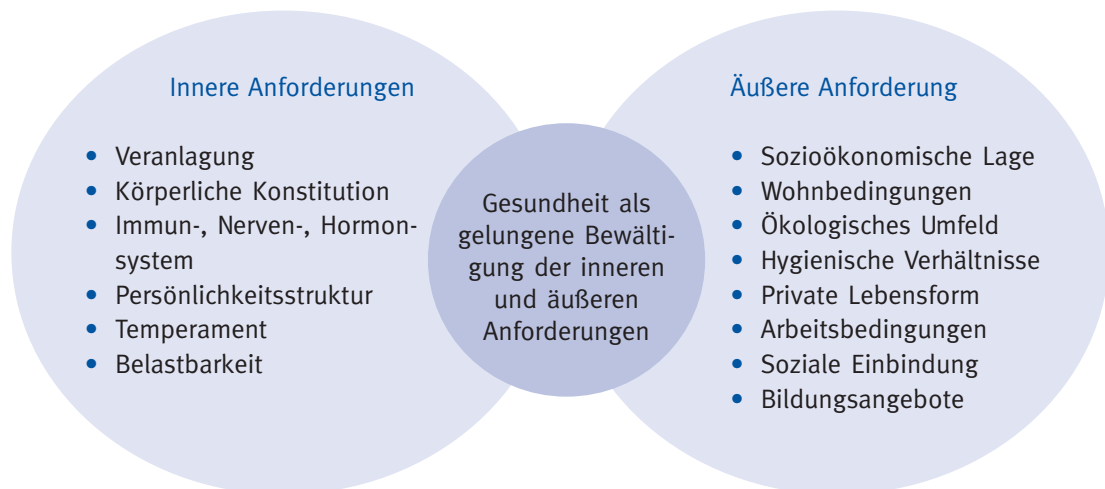 Innere Anforderungen
• Veranlagung
• Körperliche Konstitution
• Immun-, Nerven-, Hormon-
system
• Persönlichkeitsstruktur
• Temperament
• Belastbarkeit
Gesundheit als
gelungene Bewälti-
gung der inneren
und äußeren
Anforderungen
Äußere Anforderung
• Sozioökonomische Lage
• Wohnbedingungen
• Ökologisches Umfeld
• Hygienische Verhältnisse
• Private Lebensform
• Arbeitsbedingungen
• Soziale Einbindung
• Bildungsangebote